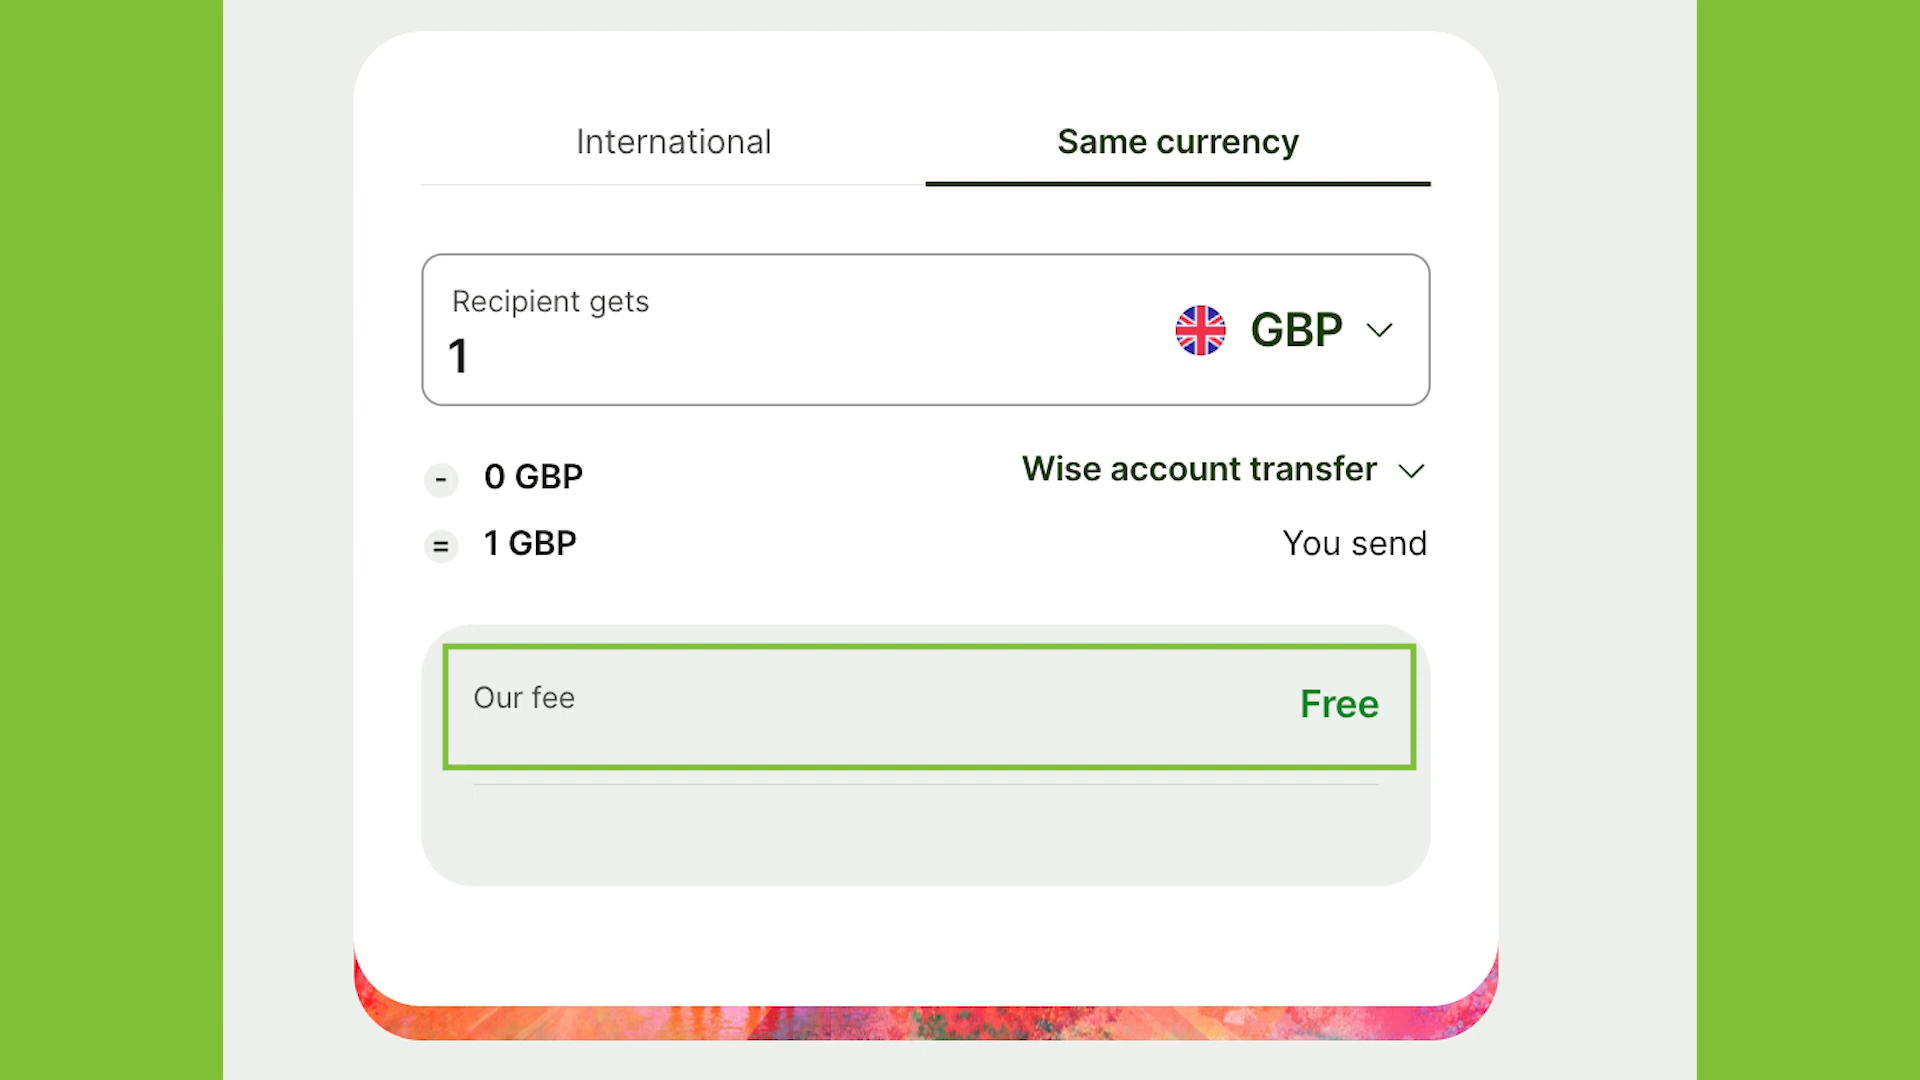 International
Same currency
Recipient gets
1
GBP
- 0 GBP
Wise account transfer
= 1 GBP
You send
Our fee
Free